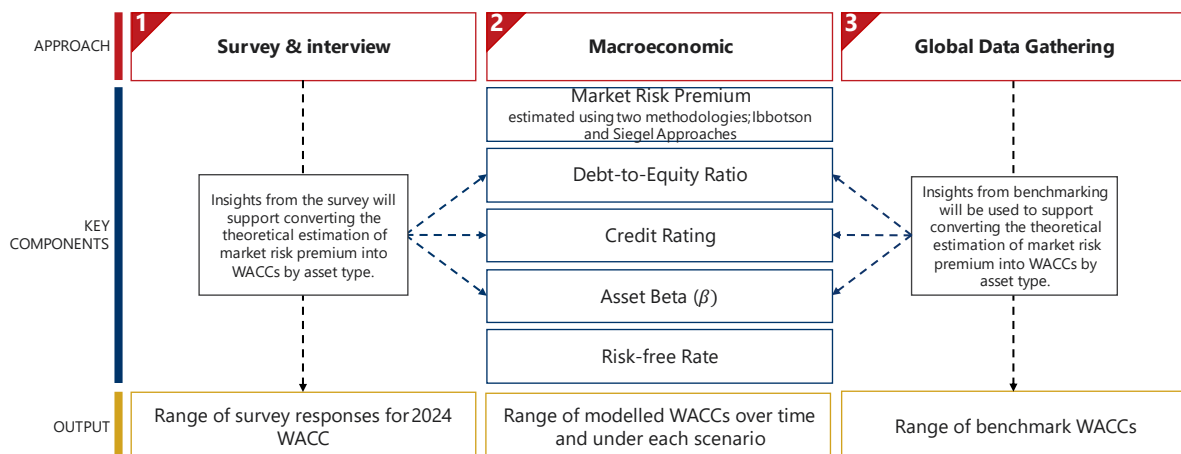 APPROACH
1
Survey & interview
2
Macroeconomic
3
Global Data Gathering
KEY
COMPONENTS
Insights from the survey will
support converting the
theoretical estimation of
market risk premium into
WACCs by asset type.
Market Risk Premium
estimated using two methodologies; Ibbotson
and Siegel Approaches
Debt-to-Equity Ratio
Credit Rating
Asset Beta (β)
Risk-free Rate
Insights from benchmarking
will be used to support
converting the theoretical
estimation of market risk
premium into WACCs by
asset type.
OUTPUT
Range of survey responses for 2024
WACC
Range of modelled WACCs over time
and under each scenario
Range of benchmark WACCs